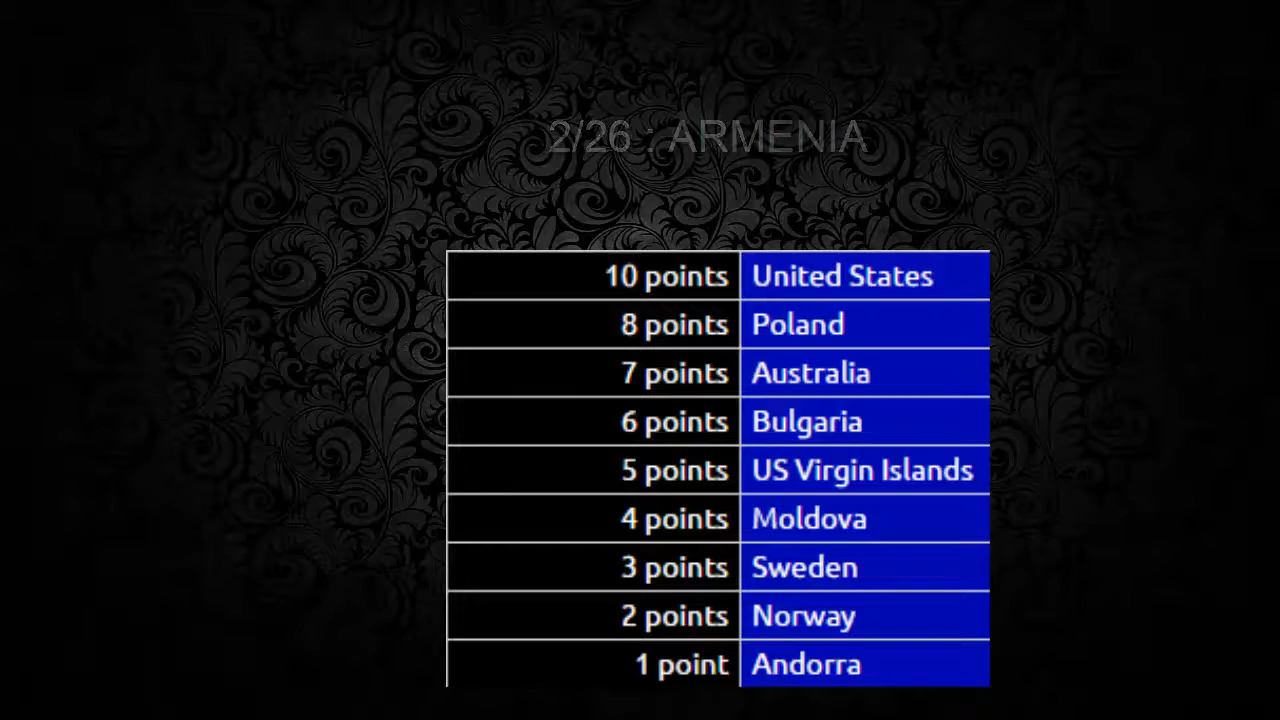 2/26 : ARMENIA
10 points United States
8 points Poland
7 points Australia
6 points Bulgaria
5 points US Virgin Islands
4 points Moldova
3 points Sweden
2 points Norway
1 point Andorra